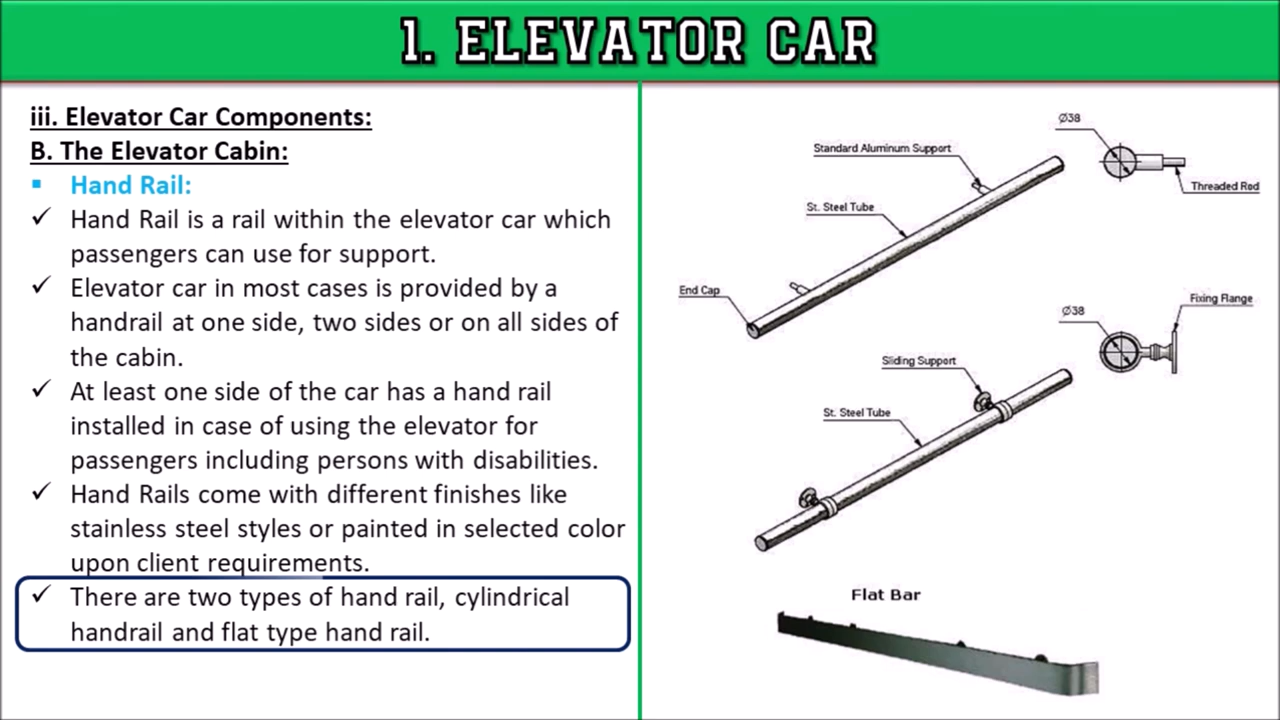 1. ELEVATOR CAR
iii. Elevator Car Components:
B. The Elevator Cabin:
▪ Hand Rail:
✓ Hand Rail is a rail within the elevator car which
passengers can use for support.
✓ Elevator car in most cases is provided by a
handrail at one side, two sides or on all sides of
the cabin.
✓ At least one side of the car has a hand rail
installed in case of using the elevator for
passengers including persons with disabilities.
✓ Hand Rails come with different finishes like
stainless steel styles or painted in selected color
upon client requirements.
✓ There are two types of hand rail, cylindrical
handrail and flat type hand rail.
Ø38
Standard Aluminum Support
Threaded Rod
St. Steel Tube
End Cap
Fixing Flange
Ø38
Sliding Support
St. Steel Tube
Flat Bar